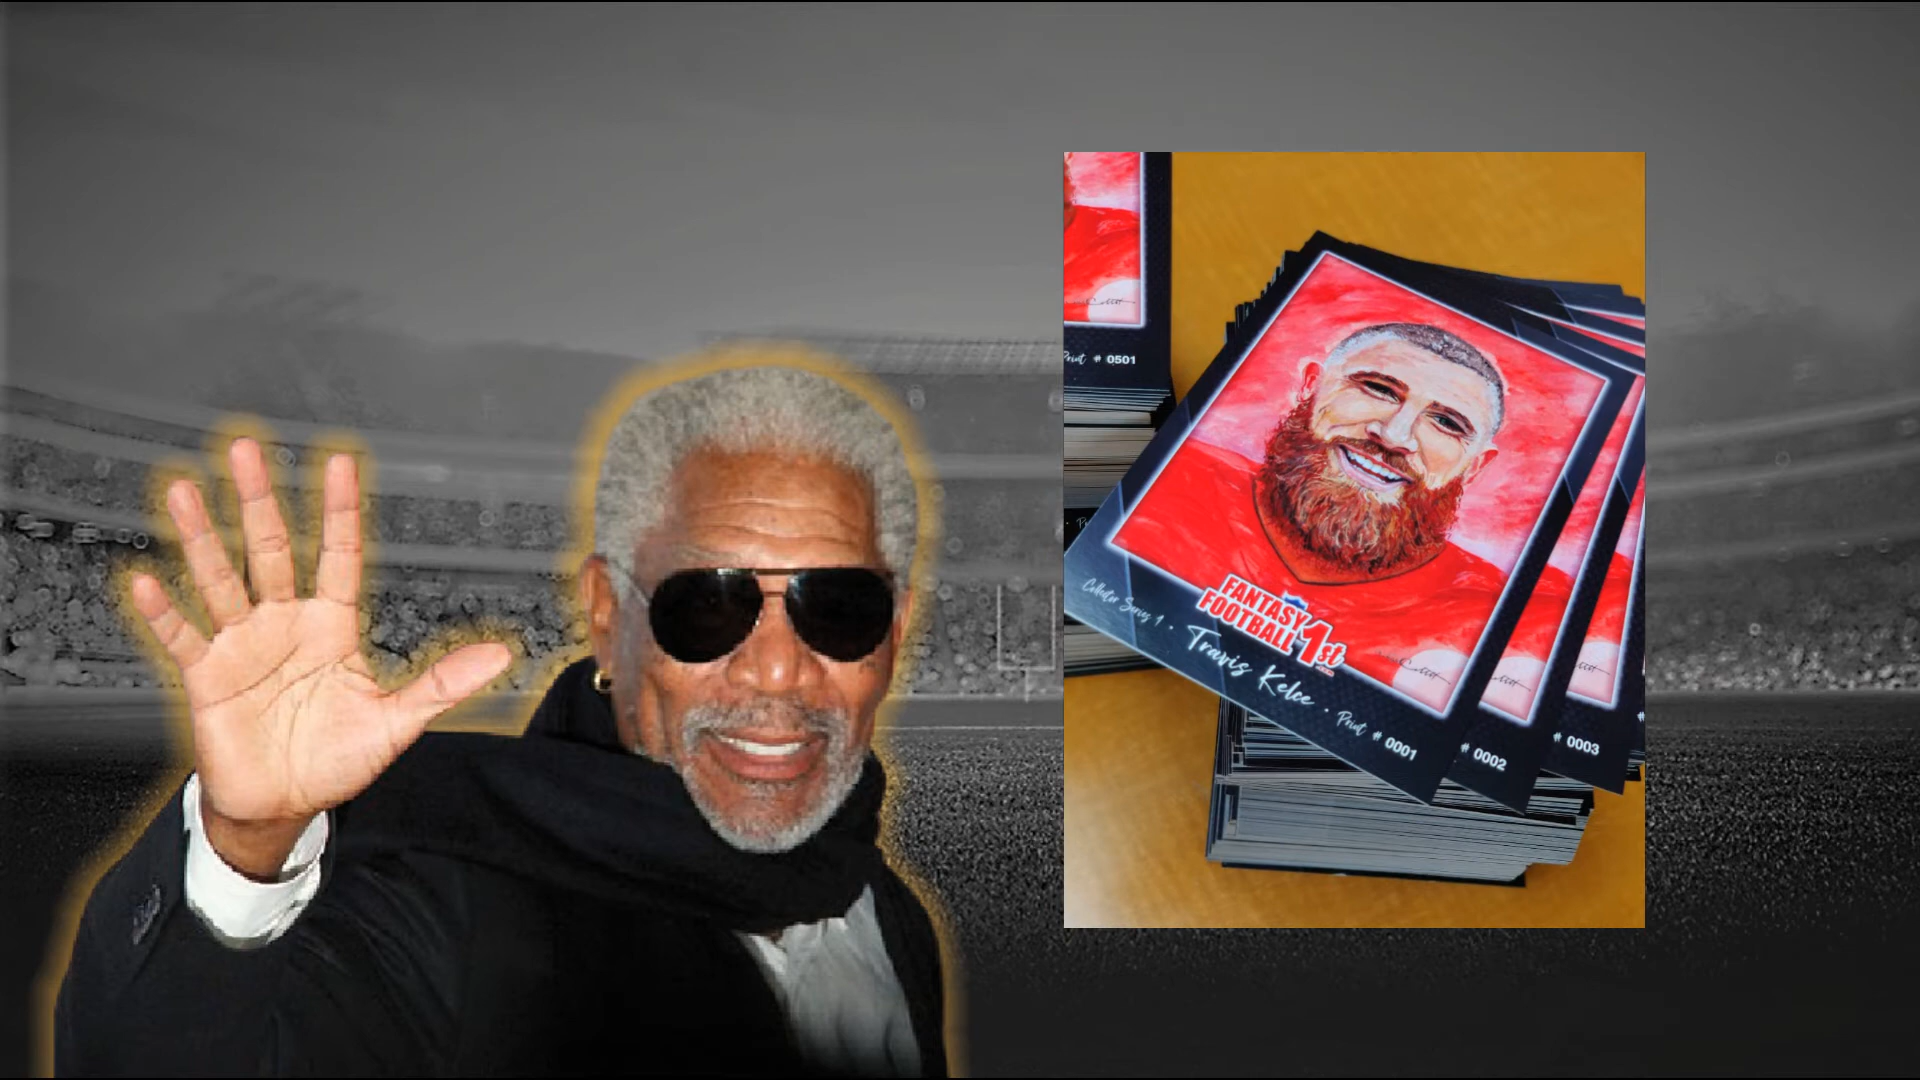 Print # 0501
Collector Series 1 •
FANTASY
FOOTBALL 1st
Travis Kelce • Print # 0001
# 0002
# 0003